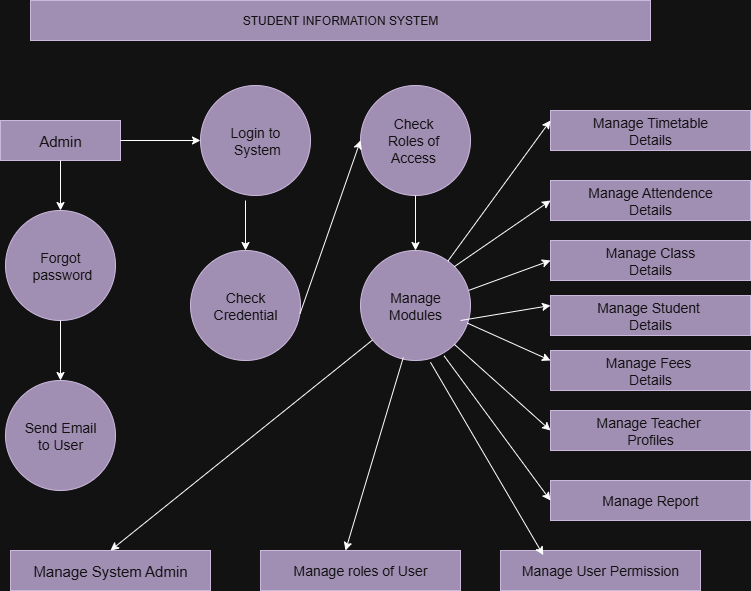 STUDENT INFORMATION SYSTEM
Admin
Login to
System
Check
Roles of
Access
Manage Timetable
Details
Manage Attendence
Details
Forgot
password
Check
Credential
Manage
Modules
Manage Class
Details
Manage Student
Details
Manage Fees
Details
Send Email
to User
Manage Teacher
Profiles
Manage Report
Manage System Admin
Manage roles of User
Manage User Permission